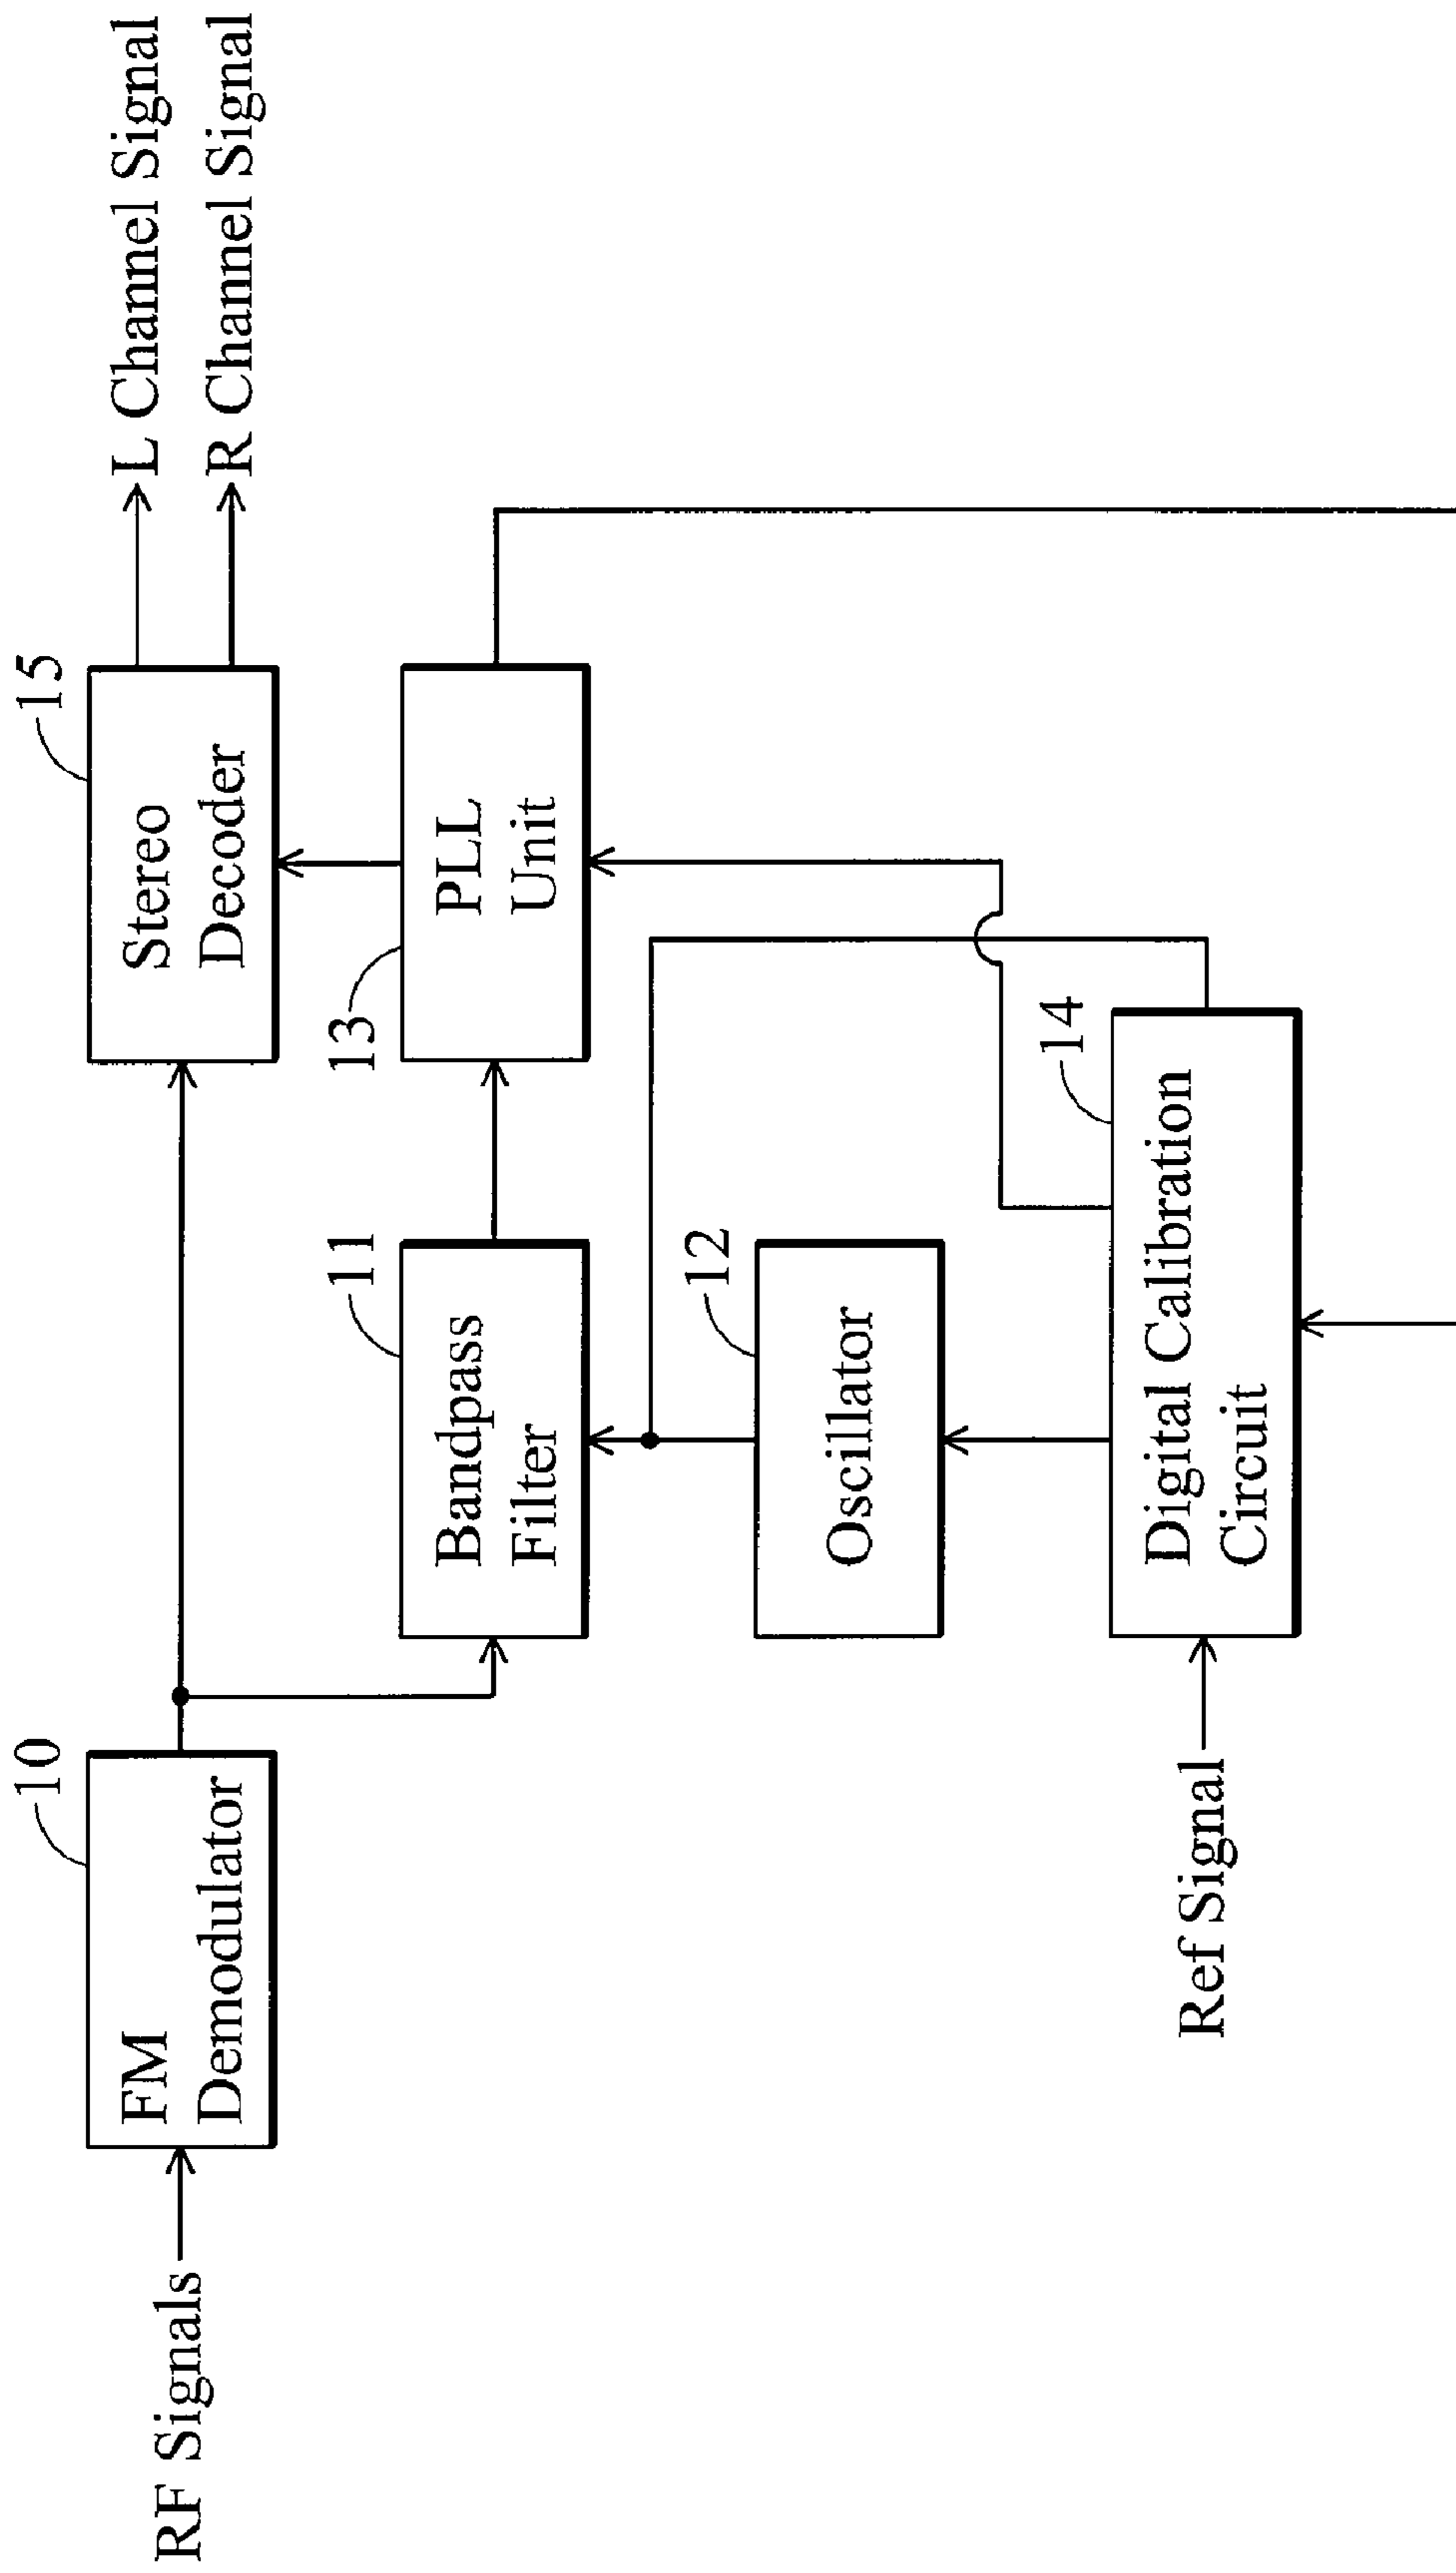 RF Signals
10
FM
Demodulator
15
Stereo
Decoder
L Channel Signal
R Channel Signal
11
Bandpass
Filter
13
PLL
Unit
12
Oscillator
Ref Signal
14
Digital Calibration
Circuit